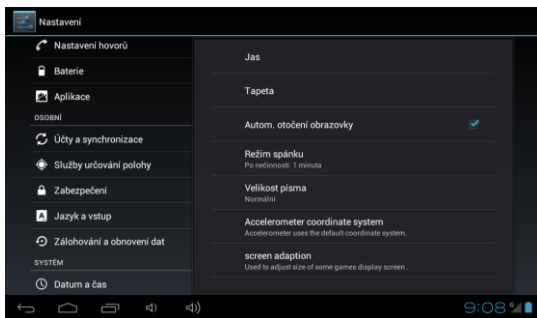 Nastavení
Nastavení hovorů
Baterie
Aplikace
OSOBNÍ
Účty a synchronizace
Služby určování polohy
Zabezpečení
Jazyk a vstup
Zálohování a obnovení dat
SYSTÉM
Datum a čas
Jas
Tapeta
Autom. otočení obrazovky
Režim spánku
Po nečinnosti: 1 minuta
Velikost písma
Normální
Accelerometer coordinate system
Accelerometer uses the default coordinate system.
screen adaption
Used to adjust size of some games display screen .
9:08